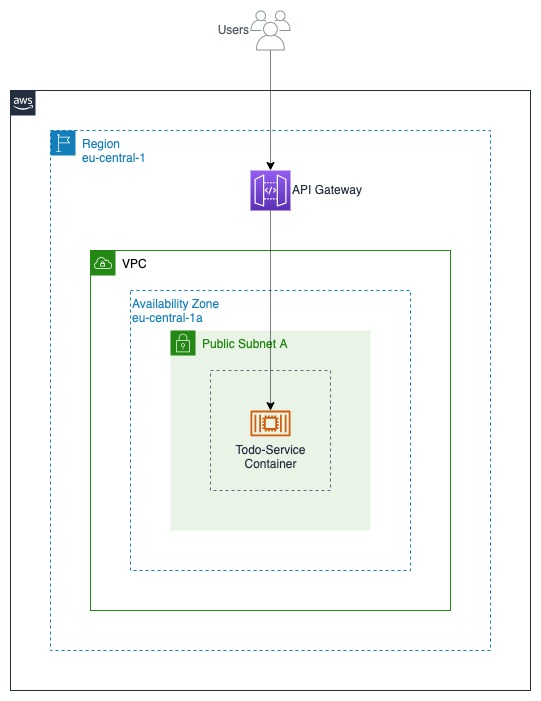 Users
aws
Region
eu-central-1
</>
API Gateway
VPC
Availability Zone
eu-central-1a
Public Subnet A
Todo-Service
Container